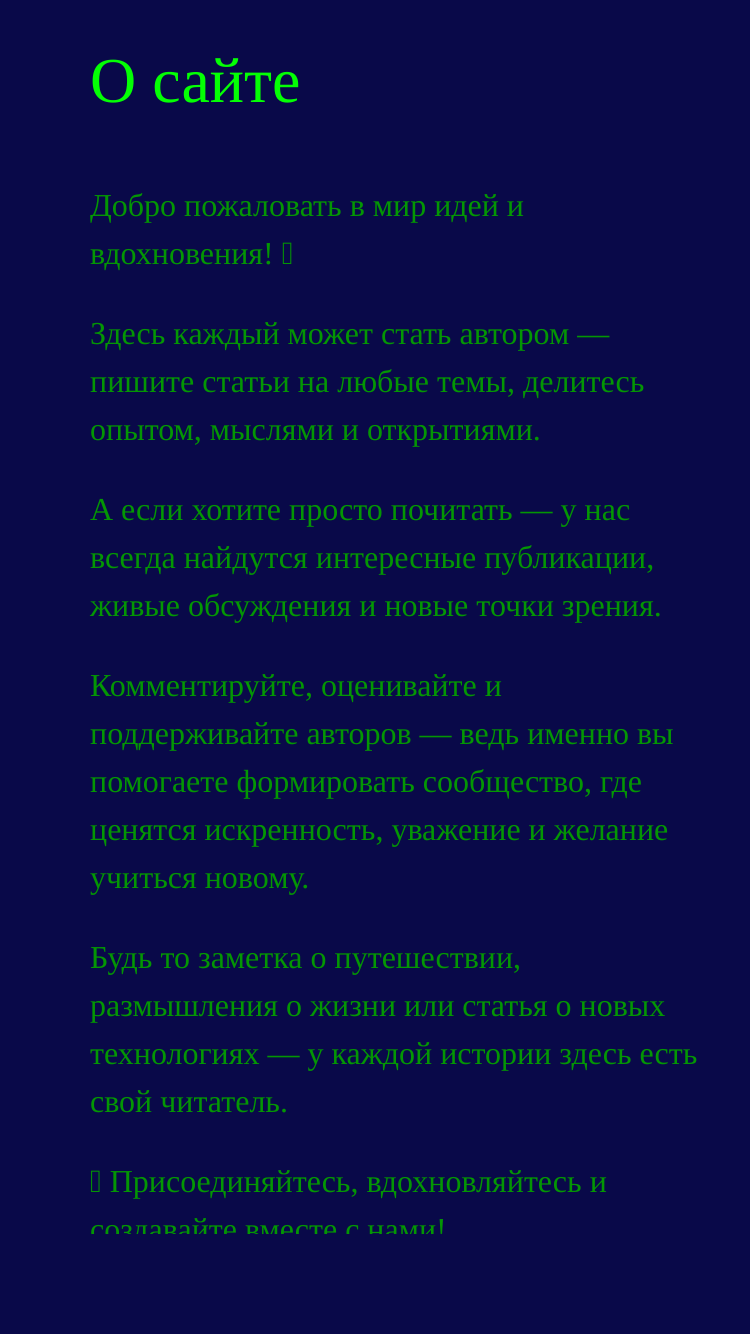 О сайте
Добро пожаловать в мир идей и
вдохновения!
Здесь каждый может стать автором —
пишите статьи на любые темы, делитесь
опытом, мыслями и открытиями.
А если хотите просто почитать — у нас
всегда найдутся интересные публикации,
живые обсуждения и новые точки зрения.
Комментируйте, оценивайте и
поддерживайте авторов — ведь именно вы
помогаете формировать сообщество, где
ценятся искренность, уважение и желание
учиться новому.
Будь то заметка о путешествии,
размышления о жизни или статья о новых
технологиях — у каждой истории здесь есть
свой читатель.
Присоединяйтесь, вдохновляйтесь и
создавайте вместе с нами!